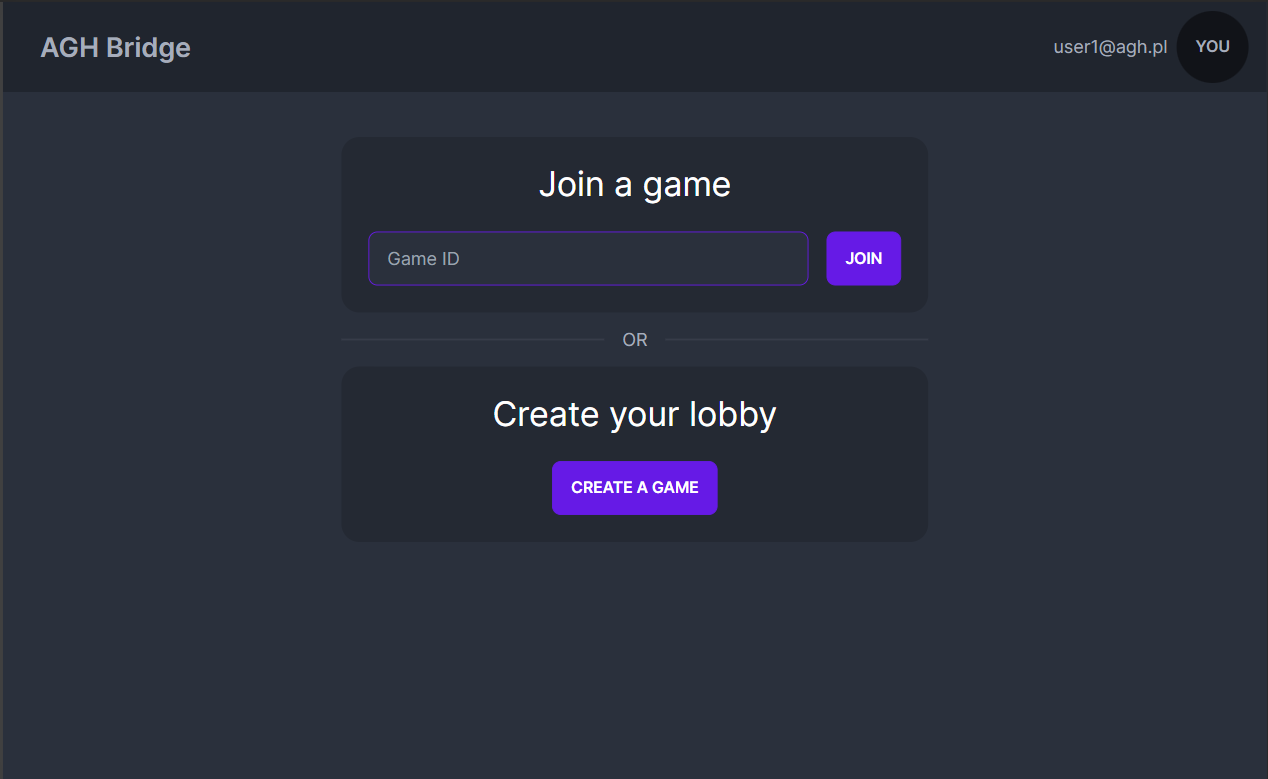 AGH Bridge
user1@agh.pl
YOU
Join a game
Game ID
JOIN
OR
Create your lobby
CREATE A GAME